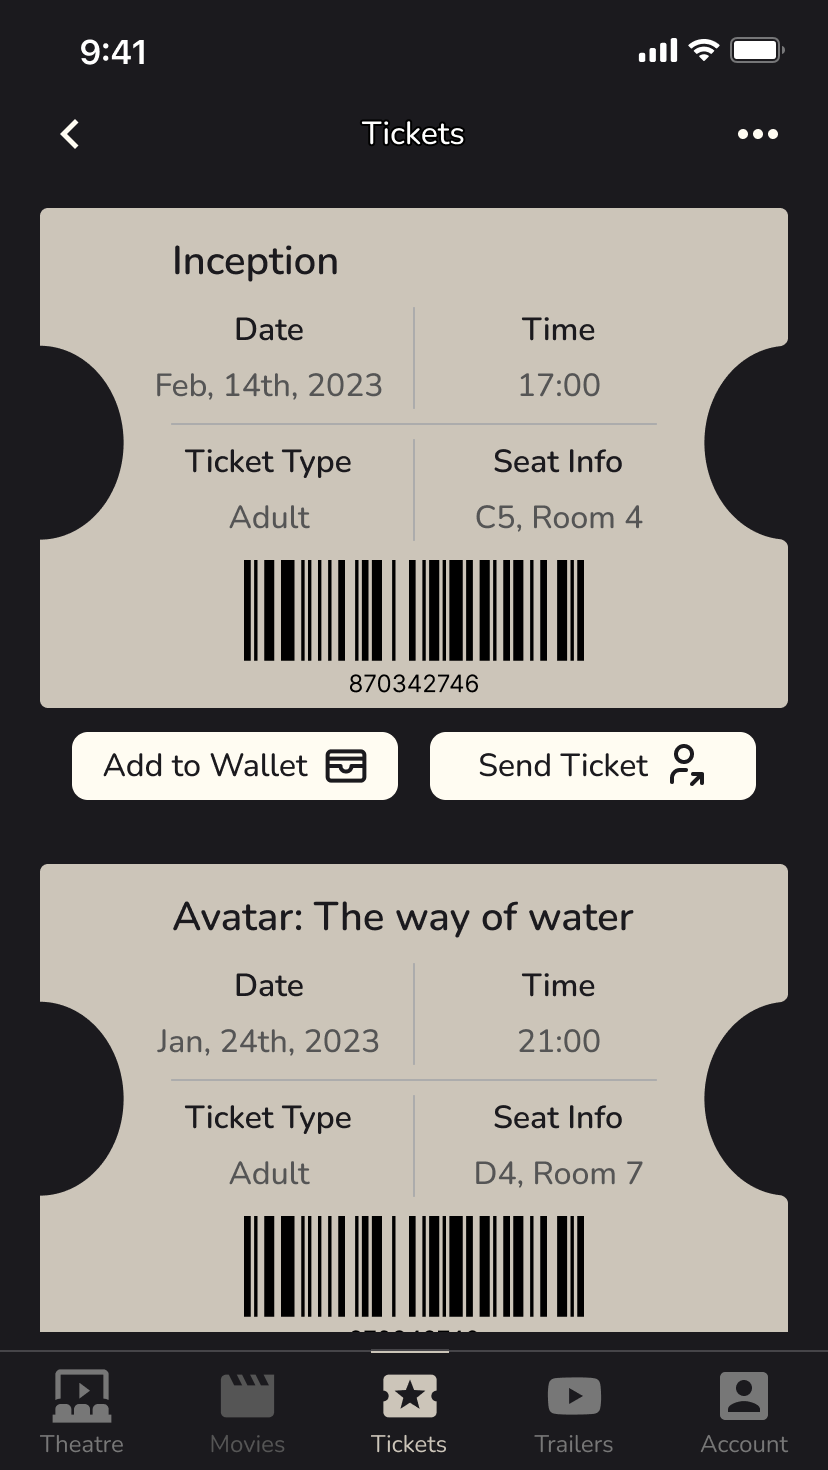 9:41
Tickets
Inception
Date Time
Feb, 14th, 2023 17:00
Ticket Type Seat Info
Adult C5, Room 4
870342746
Add to Wallet Send Ticket
Avatar: The way of water
Date Time
Jan, 24th, 2023 21:00
Ticket Type Seat Info
Adult D4, Room 7
Theatre Movies Tickets Trailers Account